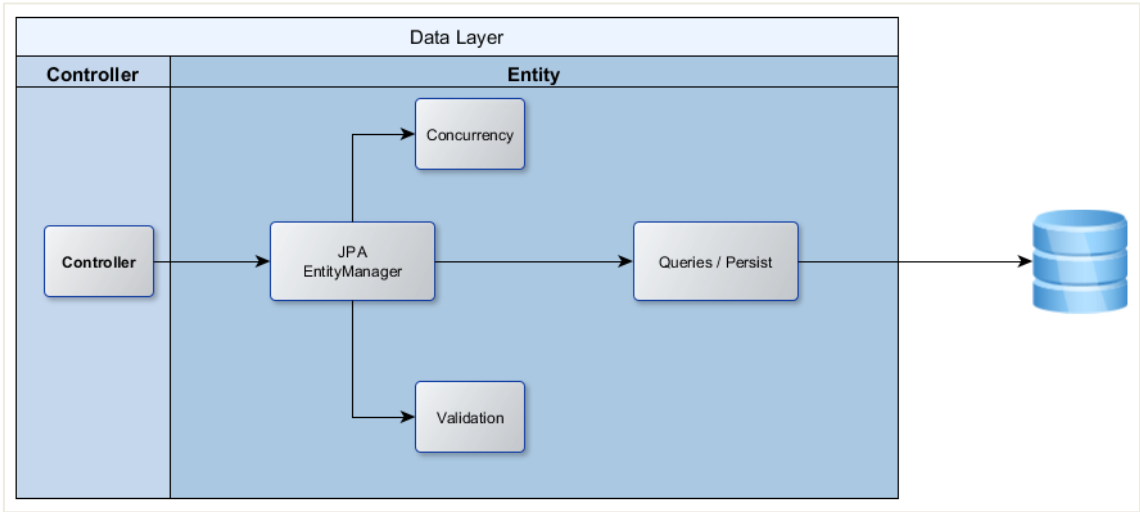 Data Layer
Controller
Entity
Concurrency
Controller
JPA
EntityManager
Queries / Persist
Validation